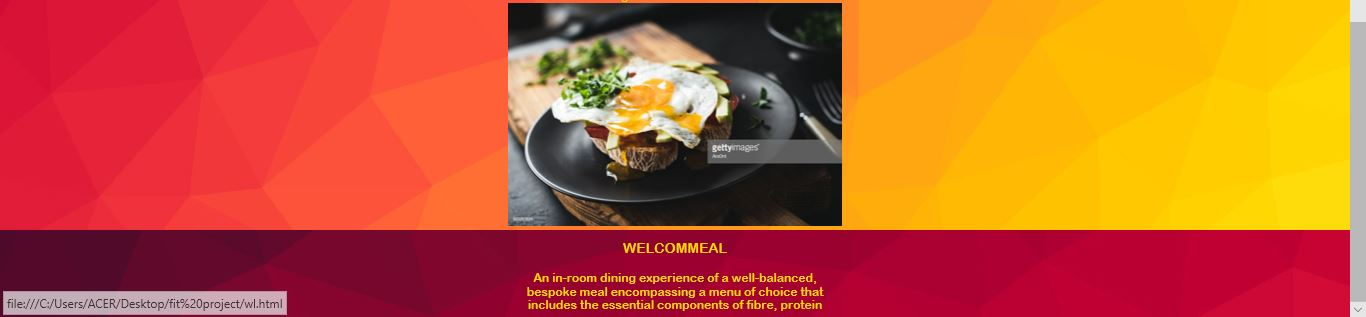 gettyimages
WELCOMMEAL
An in-room dining experience of a well-balanced,
bespoke meal encompassing a menu of choice that
includes the essential components of fibre, protein
file:///C:/Users/ACER/Desktop/fit%20project/wl.html